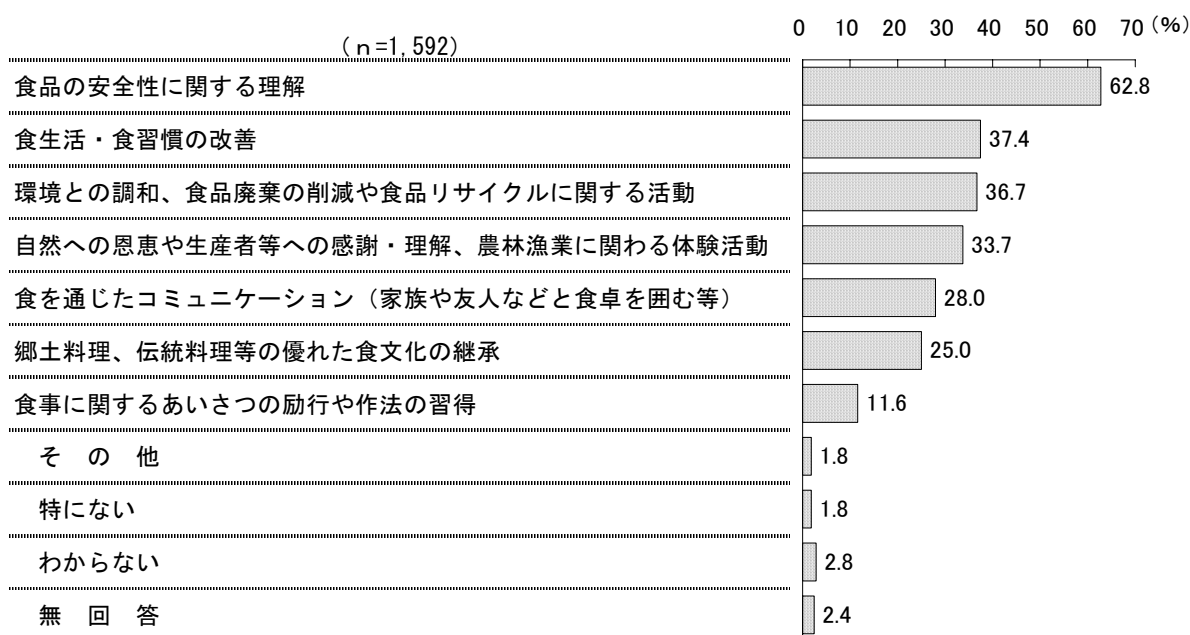 0 10 20 30 40 50 60 70 (%)
(n=1,592)
食品の安全性に関する理解 62.8
食生活・食習慣の改善 37.4
環境との調和、食品廃棄の削減や食品リサイクルに関する活動 36.7
自然への恩恵や生産者等への感謝・理解、農林漁業に関わる体験活動 33.7
食を通じたコミュニケーション（家族や友人などと食卓を囲む等） 28.0
郷土料理、伝統料理等の優れた食文化の継承 25.0
食事に関するあいさつの励行や作法の習得 11.6
そ の 他 1.8
特にない 1.8
わからない 2.8
無 回 答 2.4